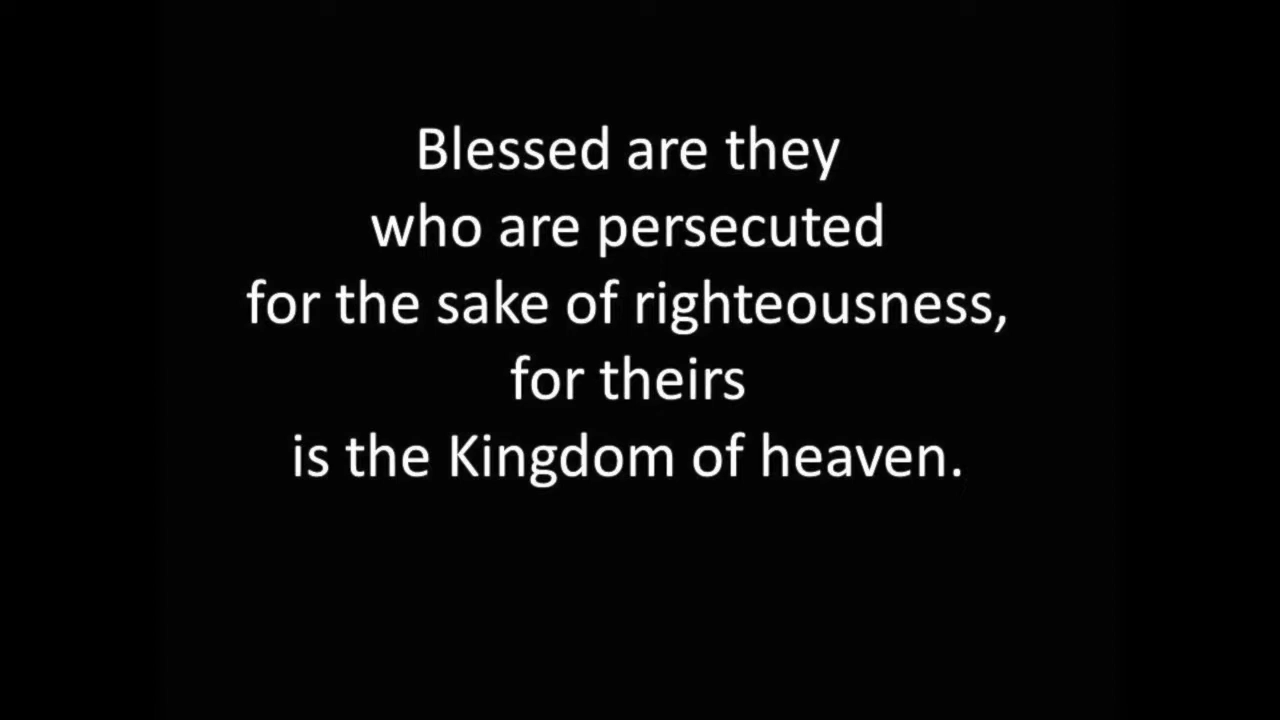 Blessed are they
who are persecuted
for the sake of righteousness,
for theirs
is the Kingdom of heaven.